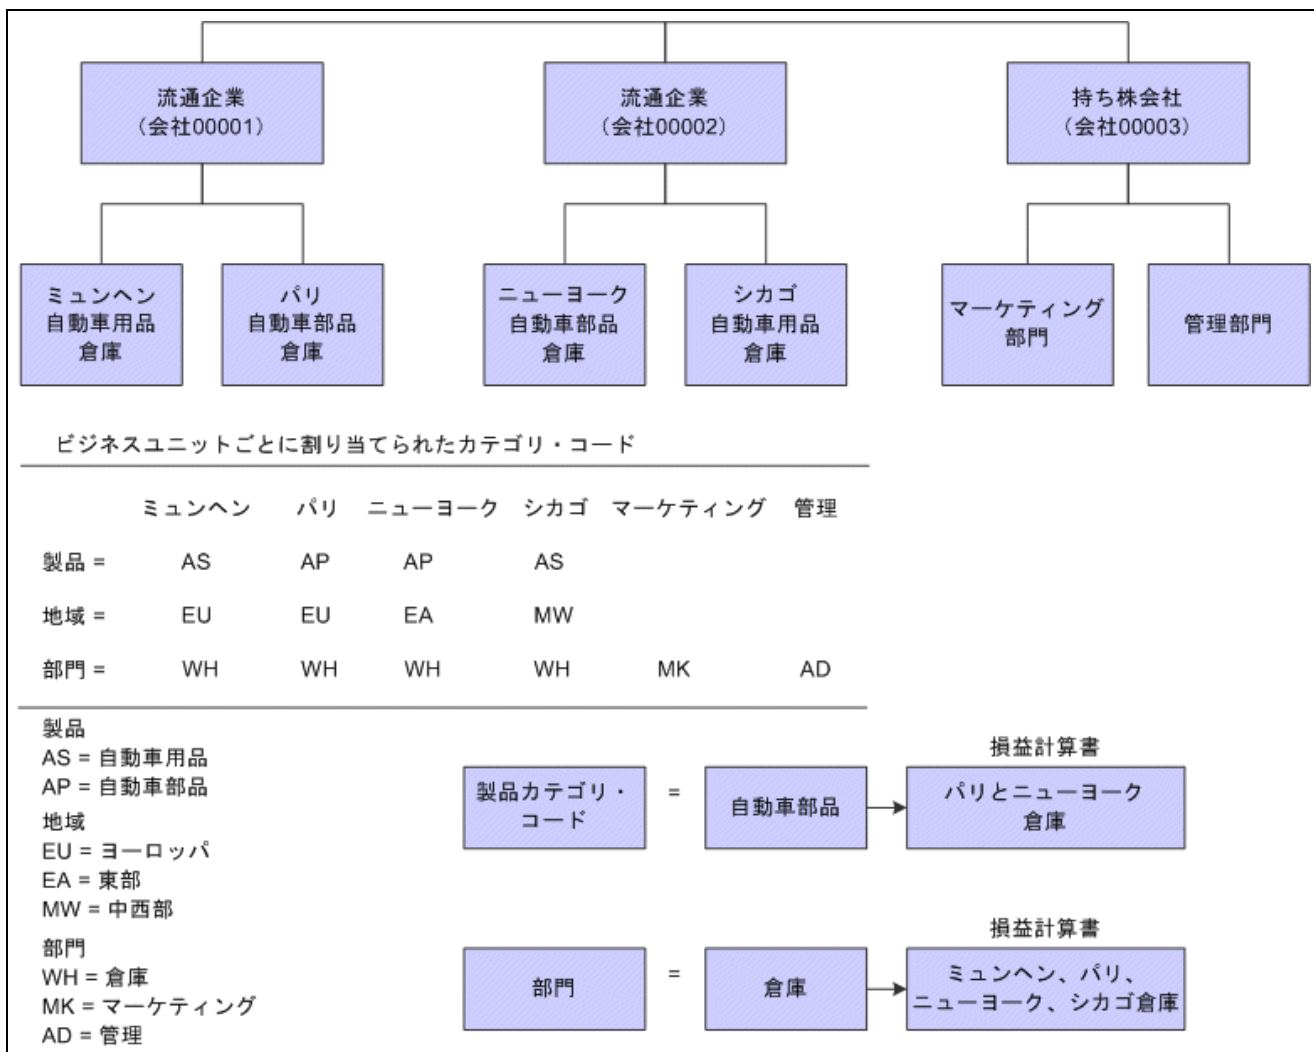 流通企業
（会社00001）
流通企業
（会社00002）
持ち株会社
（会社00003）
ミュンヘン
自動車用品
倉庫
パリ
自動車部品
倉庫
ニューヨーク
自動車部品
倉庫
シカゴ
自動車用品
倉庫
マーケティング
部門
管理部門
ビジネスユニットごとに割り当てられたカテゴリ・コード
ミュンヘン パリ ニューヨーク シカゴ マーケティング 管理
製品 = AS AP AP AS
地域 = EU EU EA MW
部門 = WH WH WH WH MK AD
製品
AS = 自動車用品
AP = 自動車部品
地域
EU = ヨーロッパ
EA = 東部
MW = 中西部
部門
WH = 倉庫
MK = マーケティング
AD = 管理
損益計算書
製品カテゴリ・
コード
=
自動車部品
パリとニューヨーク
倉庫
損益計算書
部門
=
倉庫
ミュンヘン、パリ、
ニューヨーク、シカゴ倉庫